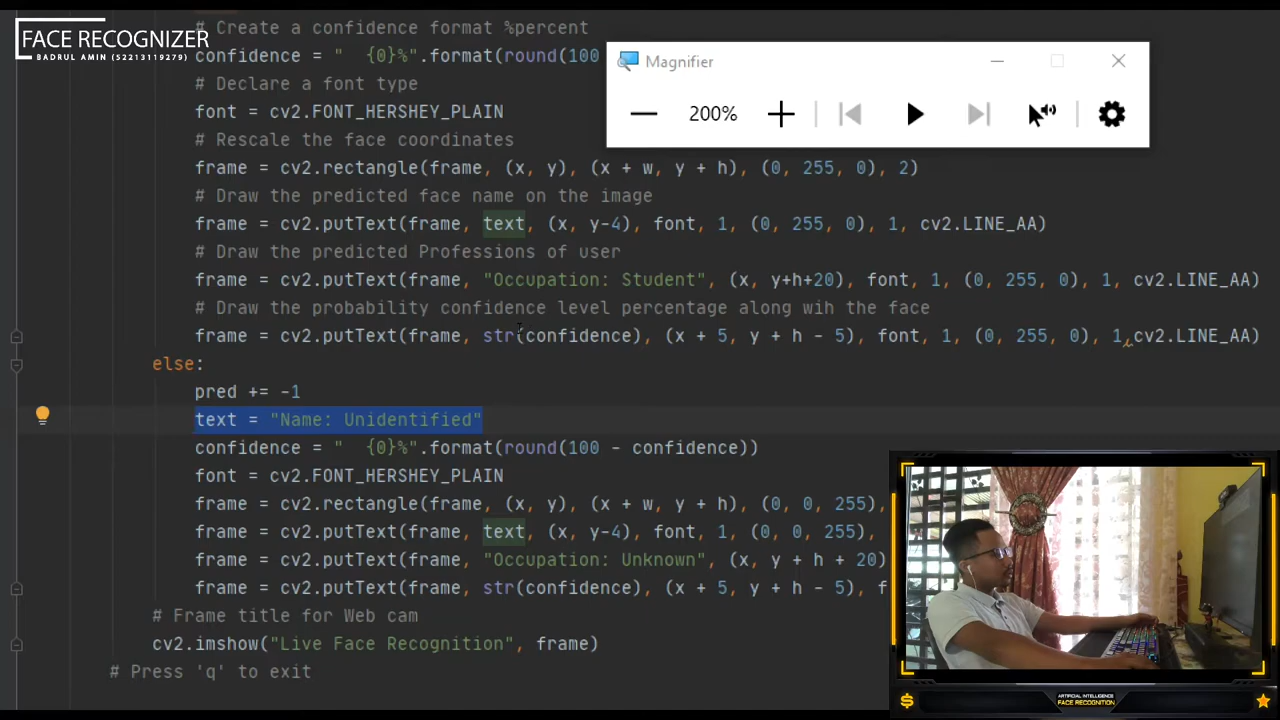 FACE RECOGNIZER
BADRUL AMIN (52213119279)
# Create a confidence format %percent
confidence = "  {0}%".format(round(100
# Declare a font type
font = cv2.FONT_HERSHEY_PLAIN
# Rescale the face coordinates
frame = cv2.rectangle(frame, (x, y), (x + w, y + h), (0, 255, 0), 2)
# Draw the predicted face name on the image
frame = cv2.putText(frame, text, (x, y-4), font, 1, (0, 255, 0), 1, cv2.LINE_AA)
# Draw the predicted Professions of user
frame = cv2.putText(frame, "Occupation: Student", (x, y+h+20), font, 1, (0, 255, 0), 1, cv2.LINE_AA)
# Draw the probability confidence level percentage along wih the face
frame = cv2.putText(frame, str(confidence), (x + 5, y + h - 5), font, 1, (0, 255, 0), 1,cv2.LINE_AA)
else:
pred += -1
text = "Name: Unidentified"
confidence = "  {0}%".format(round(100 - confidence))
font = cv2.FONT_HERSHEY_PLAIN
frame = cv2.rectangle(frame, (x, y), (x + w, y + h), (0, 0, 255),
frame = cv2.putText(frame, text, (x, y-4), font, 1, (0, 0, 255),
frame = cv2.putText(frame, "Occupation: Unknown", (x, y + h + 20)
frame = cv2.putText(frame, str(confidence), (x + 5, y + h - 5), f
# Frame title for Web cam
cv2.imshow("Live Face Recognition", frame)
# Press 'q' to exit
Magnifier
200%
ARTIFICIAL INTELLIGENCE
FACE RECOGNITION